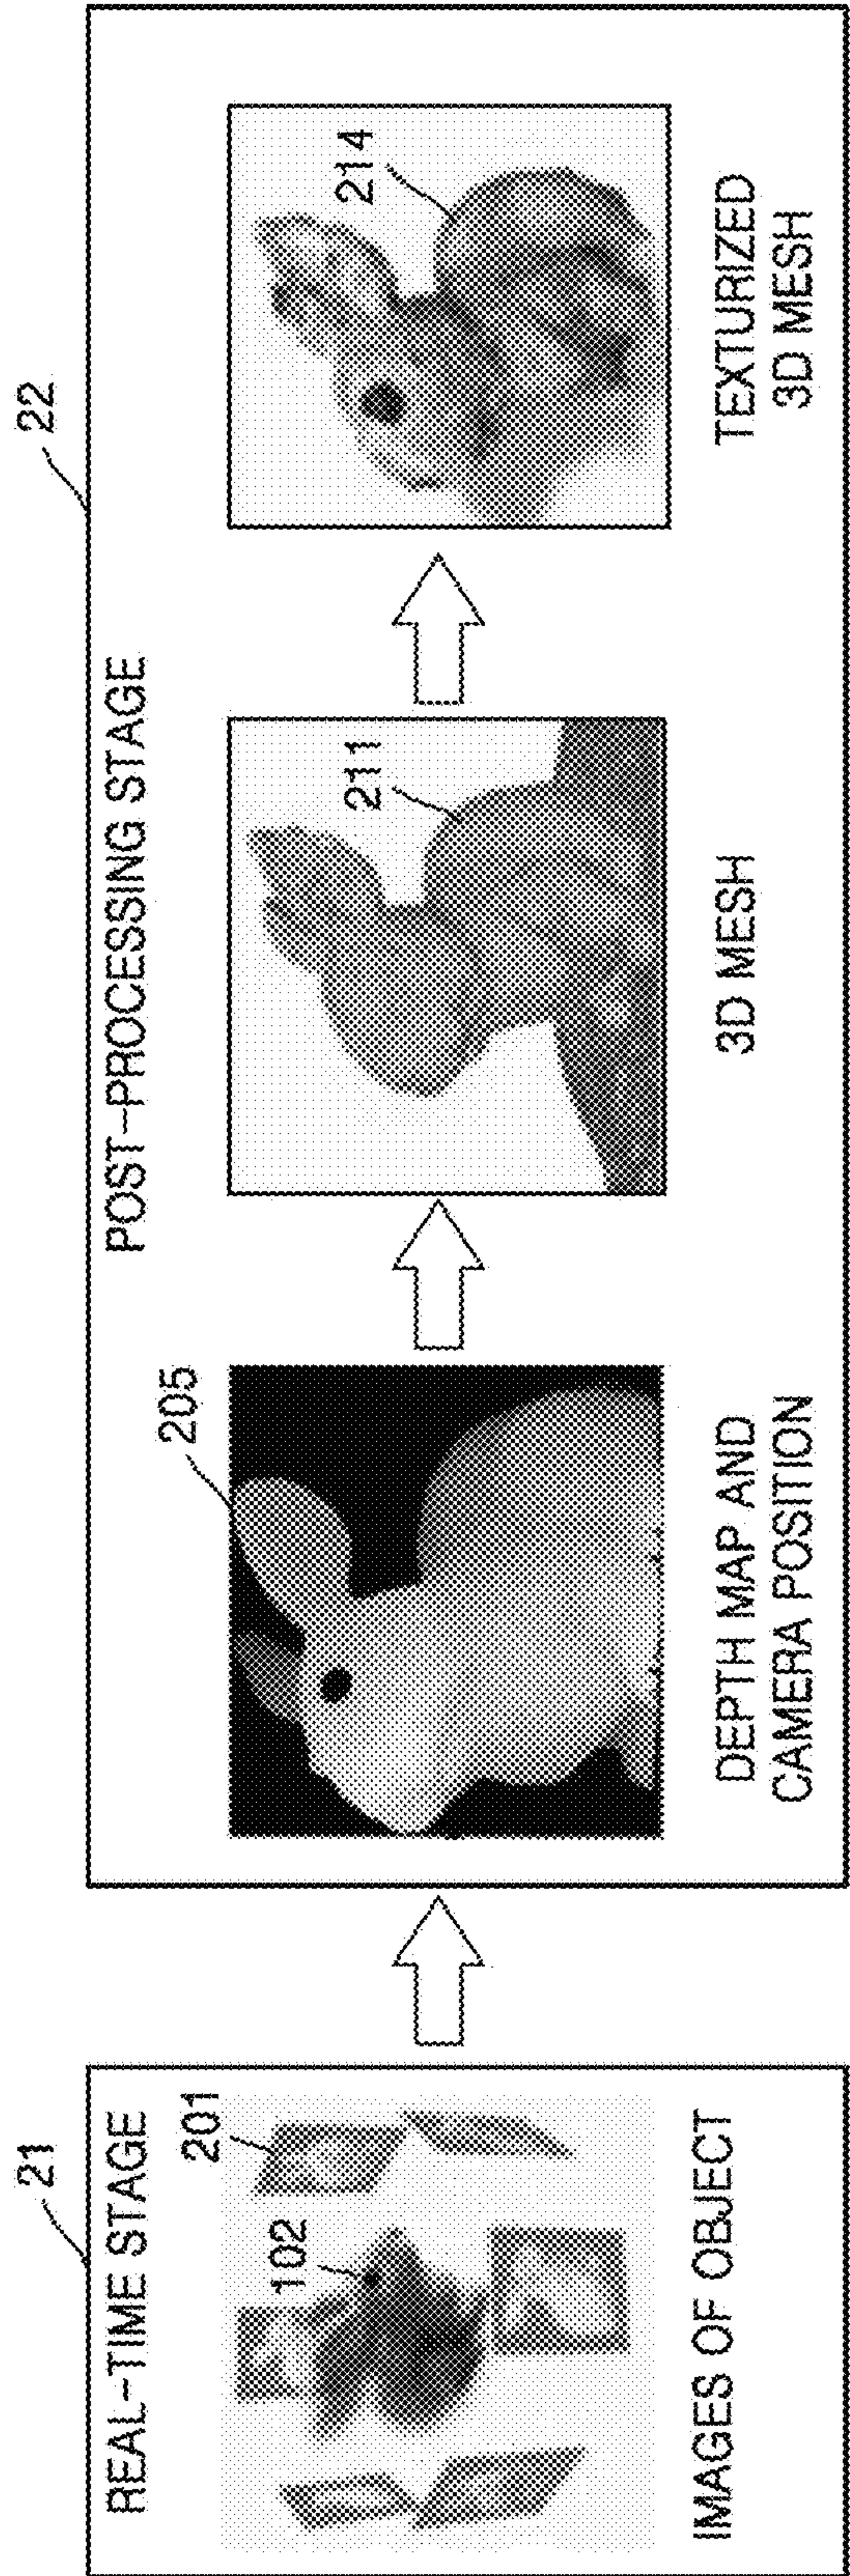 21
REAL-TIME STAGE
201
102
IMAGES OF OBJECT
22
POST-PROCESSING STAGE
205
DEPTH MAP AND
CAMERA POSITION
211
3D MESH
214
TEXTURIZED
3D MESH